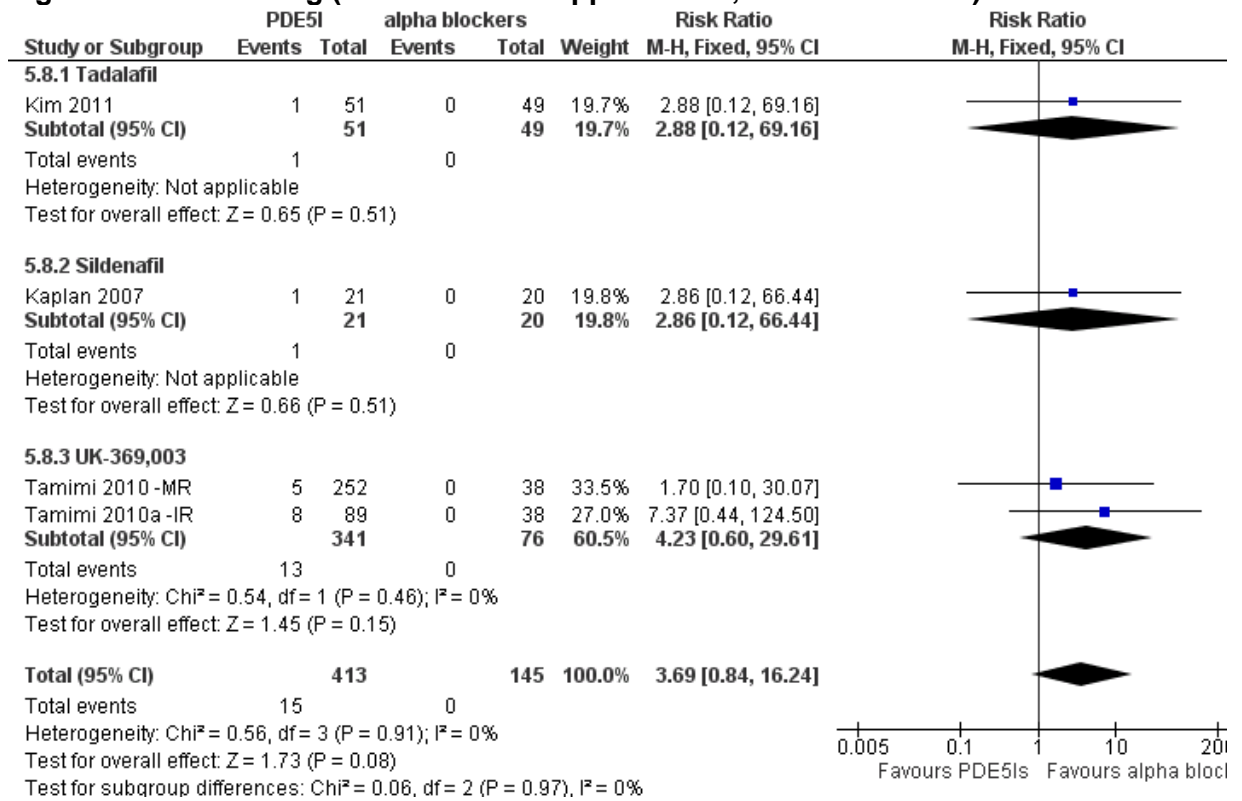 PDE5I alpha blockers Risk Ratio Risk Ratio
Study or Subgroup Events Total Events Total Weight M-H, Fixed, 95% CI M-H, Fixed, 95% CI
5.8.1 Tadalafil
Kim 2011 1 51 0 49 19.7% 2.88 [0.12, 69.16]
Subtotal (95% CI) 51 49 19.7% 2.88 [0.12, 69.16]
Total events 1 0
Heterogeneity: Not applicable
Test for overall effect: Z = 0.65 (P = 0.51)
5.8.2 Sildenafil
Kaplan 2007 1 21 0 20 19.8% 2.86 [0.12, 66.44]
Subtotal (95% CI) 21 20 19.8% 2.86 [0.12, 66.44]
Total events 1 0
Heterogeneity: Not applicable
Test for overall effect: Z = 0.66 (P = 0.51)
5.8.3 UK-369,003
Tamimi 2010 -MR 5 252 0 38 33.5% 1.70 [0.10, 30.07]
Tamimi 2010a -IR 8 89 0 38 27.0% 7.37 [0.44, 124.50]
Subtotal (95% CI) 341 76 60.5% 4.23 [0.60, 29.61]
Total events 13 0
Heterogeneity: Chi² = 0.54, df = 1 (P = 0.46); I² = 0%
Test for overall effect: Z = 1.45 (P = 0.15)
Total (95% CI) 413 145 100.0% 3.69 [0.84, 16.24]
Total events 15 0
Heterogeneity: Chi² = 0.56, df = 3 (P = 0.91); I² = 0%
Test for overall effect: Z = 1.73 (P = 0.08)
Test for subgroup differences: Chi² = 0.06, df = 2 (P = 0.97), I² = 0%
0.005 0.1 1 10 20
Favours PDE5Is Favours alpha bloc